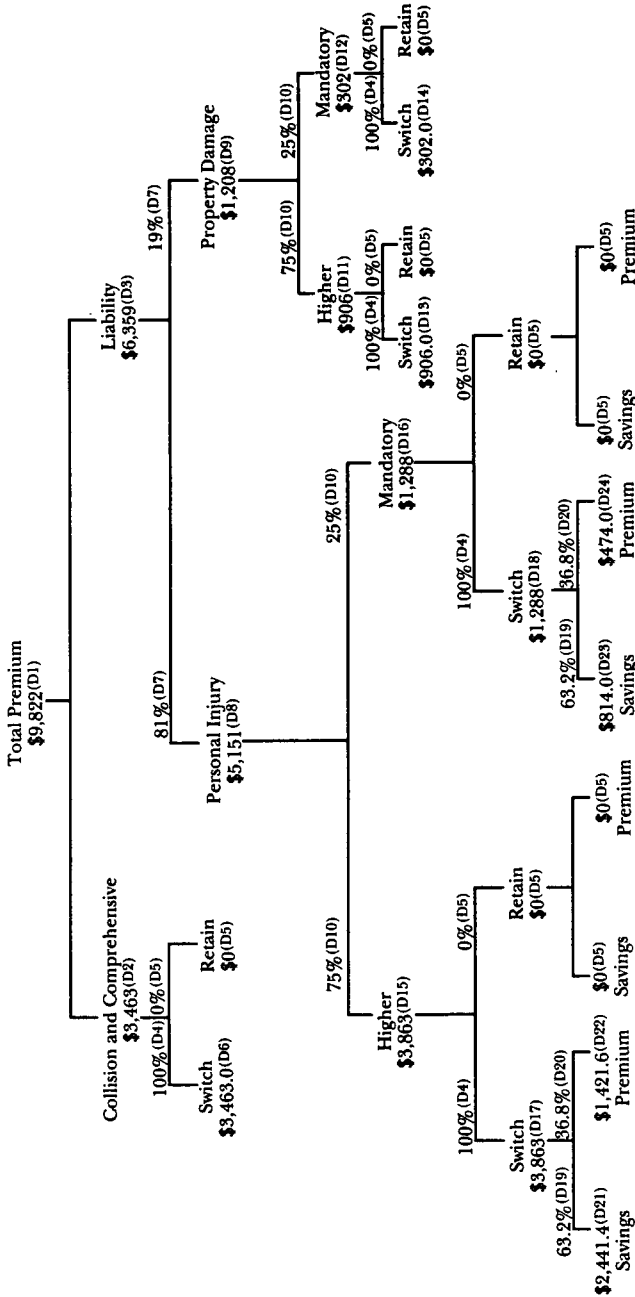 Total Premium
$9,822(D1)
Collision and Comprehensive
$3,463(D2)
100%(D4) 0%(D5)
Switch
$3,463.0(D6)
Retain
$0(D5)
Liability
$6,359(D3)
81%(D7)
19%(D7)
Personal Injury
$5,151(D8)
Property Damage
$1,208(D9)
75%(D10)
25%(D10)
Higher
$906(D11)
100%(D4) 0%(D5)
Switch
$906.0(D13)
Retain
$0(D5)
Mandatory
$302(D12)
100%(D4) 0%(D5)
Switch
$302.0(D14)
Retain
$0(D5)
75%(D10)
25%(D10)
Higher
$3,863(D15)
100%(D4)
0%(D5)
Switch
$3,863(D17)
63.2%(D19)
36.8%(D20)
$2,441.4(D21)
Savings
$1,421.6(D22)
Premium
Retain
$0(D5)
$0(D5)
Savings
$0(D5)
Premium
Mandatory
$1,288(D16)
100%(D4)
0%(D5)
Switch
$1,288(D18)
63.2%(D19)
36.8%(D20)
$814.0(D23)
Savings
$474.0(D24)
Premium
Retain
$0(D5)
$0(D5)
Savings
$0(D5)
Premium